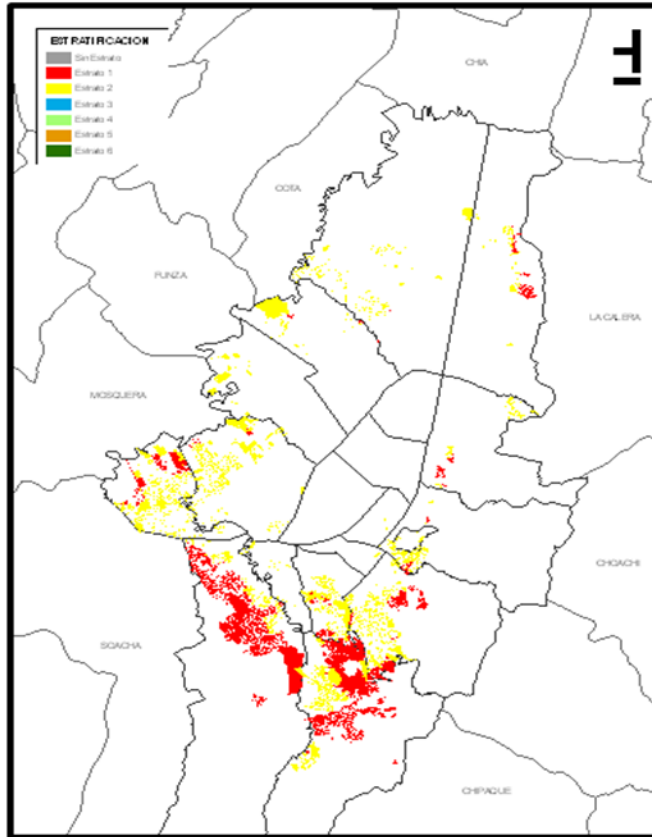 ESTRATIFICACION
Sin Estrato
Estrato 1
Estrato 2
Estrato 3
Estrato 4
Estrato 5
Estrato 6
CHIA
COTA
FUNZA
LA CALERA
MOSQUERA
CHOACHI
SOACHA
CHIPAQUE